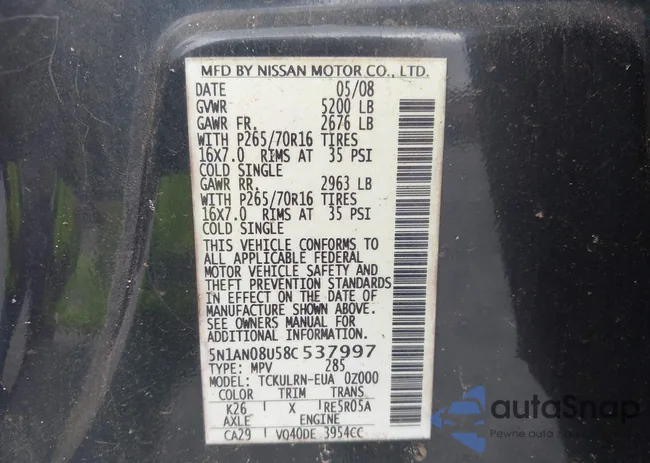 MFD BY NISSAN MOTOR CO., LTD.
DATE 05/08
GVWR 5200 LB
GAWR FR. 2676 LB
WITH P265/70R16 TIRES
16X7.0 RIMS AT 35 PSI
COLD SINGLE
GAWR RR. 2963 LB
WITH P265/70R16 TIRES
16X7.0 RIMS AT 35 PSI
COLD SINGLE
THIS VEHICLE CONFORMS TO
ALL APPLICABLE FEDERAL
MOTOR VEHICLE SAFETY AND
THEFT PREVENTION STANDARDS
IN EFFECT ON THE DATE OF
MANUFACTURE SHOWN ABOVE.
SEE OWNERS MANUAL FOR
ADDITIONAL INFORMATION.
5N1AN08U58C537997
TYPE: MPV 285
MODEL: TCKULRN-EUA 0Z000
COLOR TRIM TRANS
K26 X RE5R05A
AXLE ENGINE
CA29 VQ40DE 3954CC
autaSnap
Pewne auto z USA